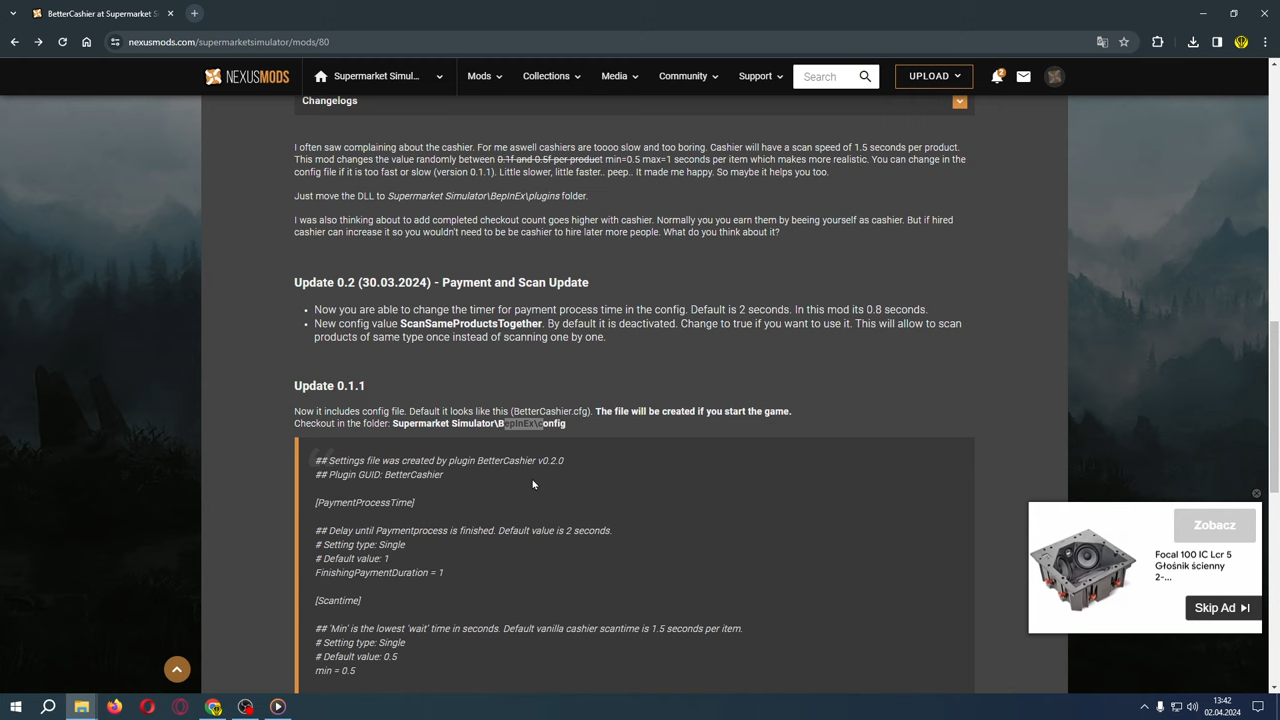 BetterCashier at Supermarket S
nexusmods.com/supermarketsimulator/mods/80
NEXUSMODS
Supermarket Simul...
Mods
Collections
Media
Community
Support
Search
UPLOAD
2
Changelogs
I often saw complaining about the cashier. For me aswell cashiers are toooo slow and too boring. Cashier will have a scan speed of 1.5 seconds per product.
This mod changes the value randomly between 0.1f and 0.5f per product min=0.5 max=1 seconds per item which makes more realistic. You can change in the
config file if it is too fast or slow (version 0.1.1). Little slower, little faster.. peep.. It made me happy. So maybe it helps you too.
Just move the DLL to Supermarket Simulator\BepInEx\plugins folder.
I was also thinking about to add completed checkout count goes higher with cashier. Normally you you earn them by beeing yourself as cashier. But if hired
cashier can increase it so you wouldn't need to be be cashier to hire later more people. What do you think about it?
Update 0.2 (30.03.2024) - Payment and Scan Update
• Now you are able to change the timer for payment process time in the config. Default is 2 seconds. In this mod its 0.8 seconds.
• New config value ScanSameProductsTogether. By default it is deactivated. Change to true if you want to use it. This will allow to scan
products of same type once instead of scanning one by one.
Update 0.1.1
Now it includes config file. Default it looks like this (BetterCashier.cfg). The file will be created if you start the game.
Checkout in the folder: Supermarket Simulator\BepInEx\config
## Settings file was created by plugin BetterCashier v0.2.0
## Plugin GUID: BetterCashier
[PaymentProcessTime]
## Delay until Paymentprocess is finished. Default value is 2 seconds.
# Setting type: Single
# Default value: 1
FinishingPaymentDuration = 1
[Scantime]
## 'Min' is the lowest 'wait' time in seconds. Default vanilla cashier scantime is 1.5 seconds per item.
# Setting type: Single
# Default value: 0.5
min = 0.5
Zobacz
Focal 100 IC Lcr 5
Głośnik ścienny
2-...
Skip Ad
13:42
02.04.2024